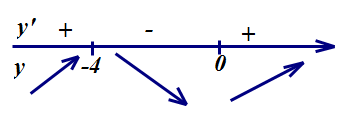 y′ + - +
y -4 0